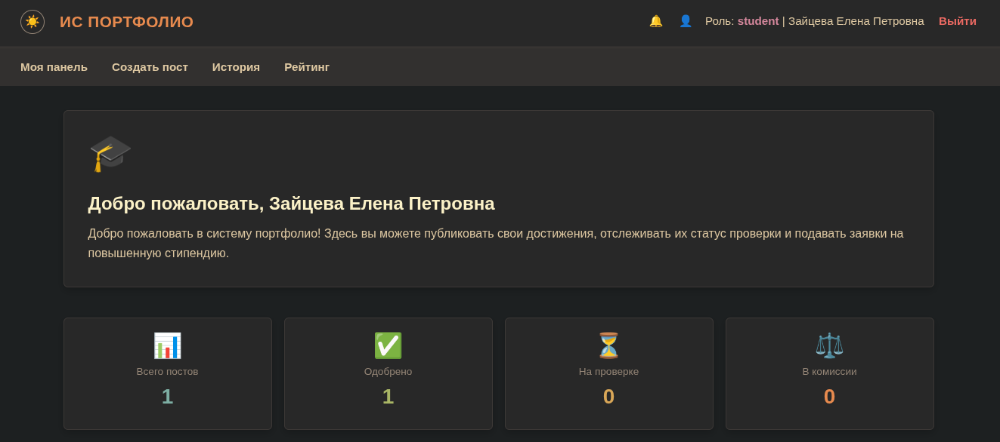 ИС ПОРТФОЛИО
Роль: student | Зайцева Елена Петровна
Выйти
Моя панель
Создать пост
История
Рейтинг
Добро пожаловать, Зайцева Елена Петровна
Добро пожаловать в систему портфолио! Здесь вы можете публиковать свои достижения, отслеживать их статус проверки и подавать заявки на
повышенную стипендию.
Всего постов
1
Одобрено
1
На проверке
0
В комиссии
0